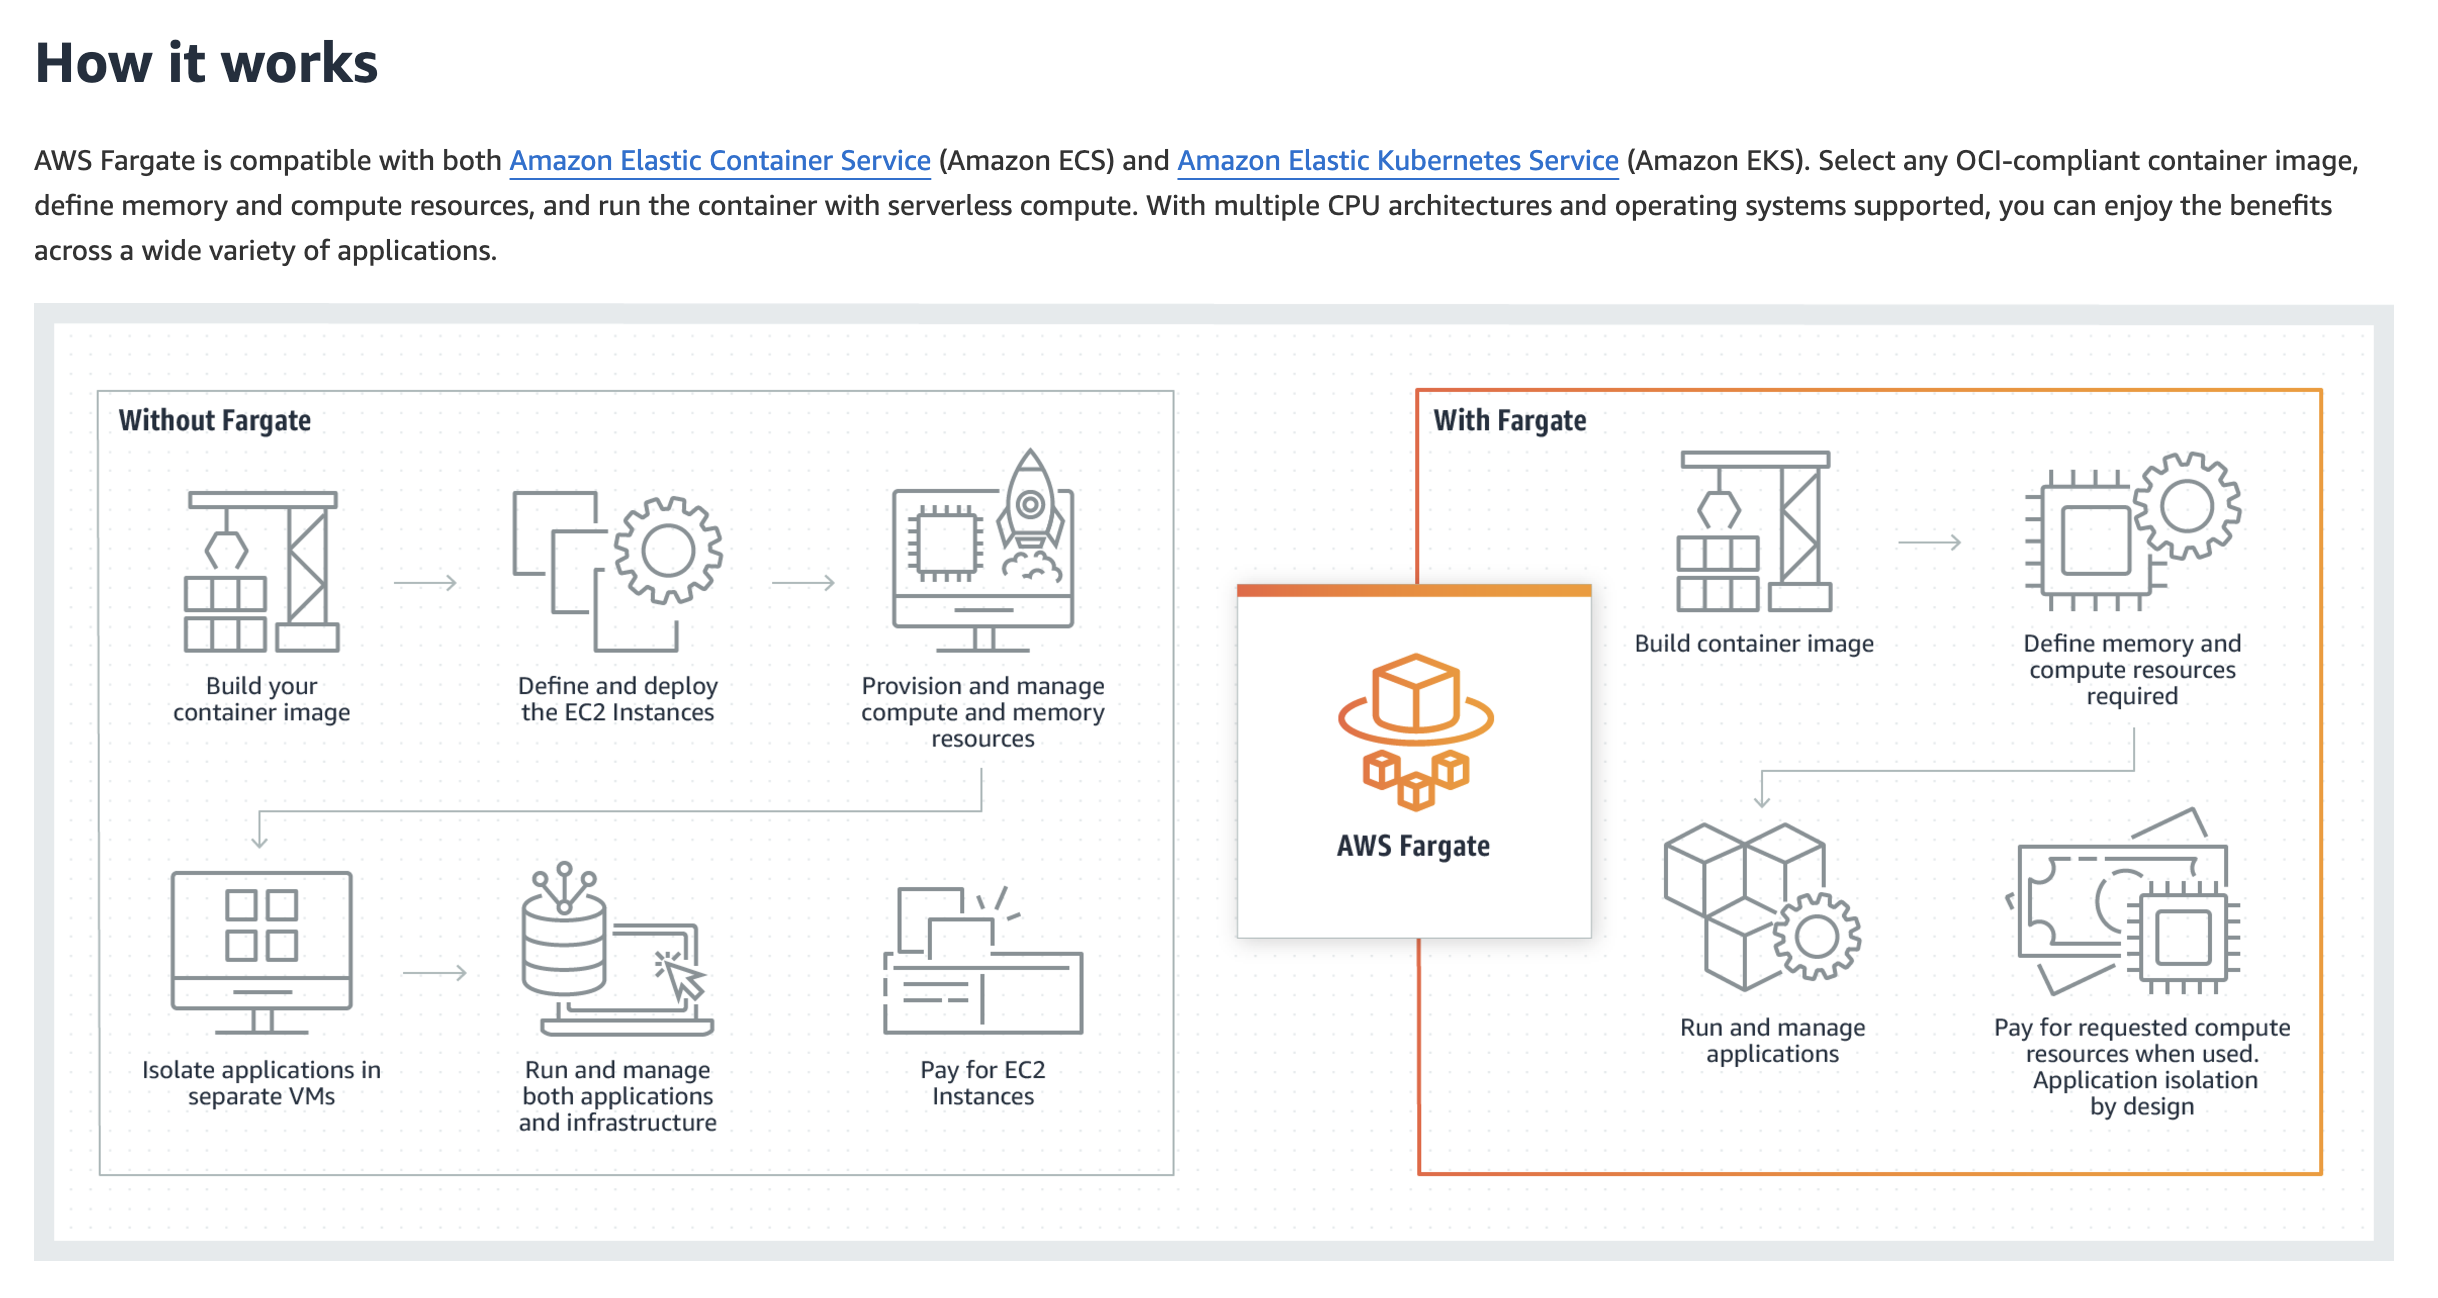 How it works
AWS Fargate is compatible with both Amazon Elastic Container Service (Amazon ECS) and Amazon Elastic Kubernetes Service (Amazon EKS). Select any OCI-compliant container image,
define memory and compute resources, and run the container with serverless compute. With multiple CPU architectures and operating systems supported, you can enjoy the benefits
across a wide variety of applications.
Without Fargate
Build your
container image
Define and deploy
the EC2 Instances
Provision and manage
compute and memory
resources
Isolate applications in
separate VMs
Run and manage
both applications
and infrastructure
Pay for EC2
Instances
AWS Fargate
With Fargate
Build container image
Define memory and
compute resources
required
Run and manage
applications
Pay for requested compute
resources when used.
Application isolation
by design